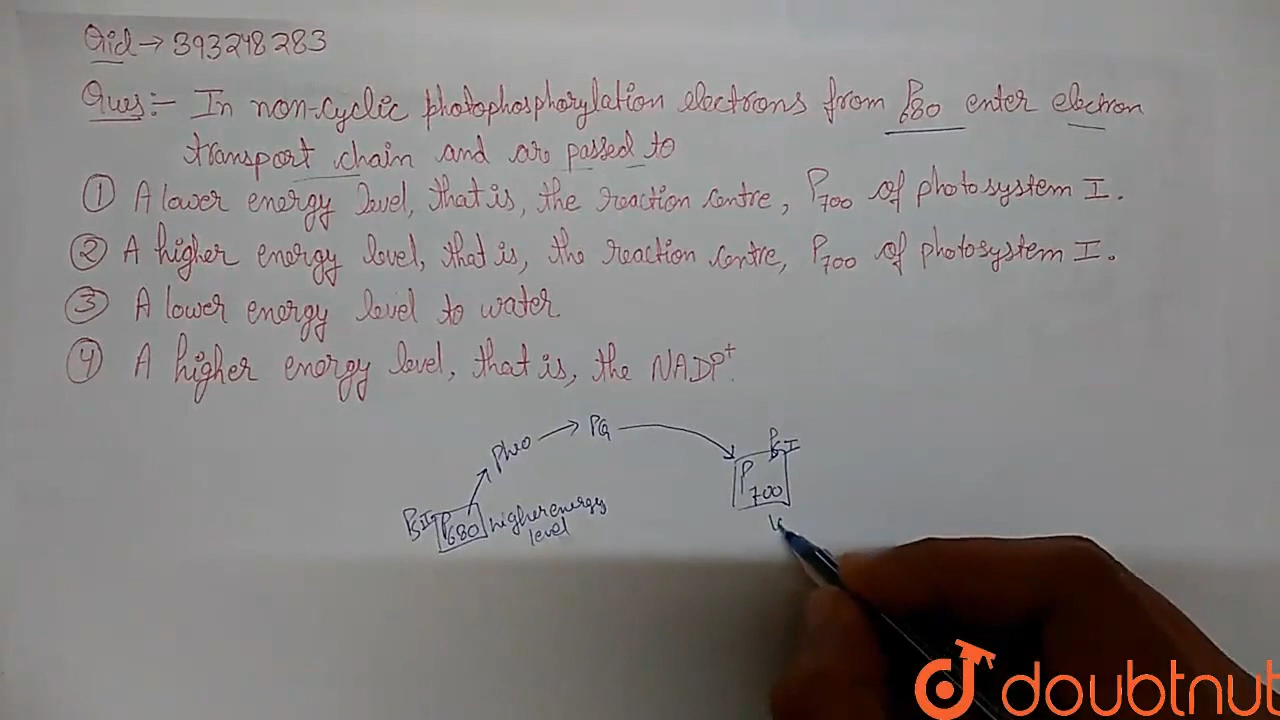 Qid → 393248283
Ques:- In non-cyclic photophosphorylation electrons from P680 enter electron
transport chain and are passed to
① A lower energy level, that is, the reaction centre, P700 of photosystem I.
② A higher energy level, that is, the reaction centre, P700 of photosystem I.
③ A lower energy level to water
④ A higher energy level, that is, the NADP+.
Pheo → PQ
PSI
P700
PSII P680 higher energy
level
doubtnut